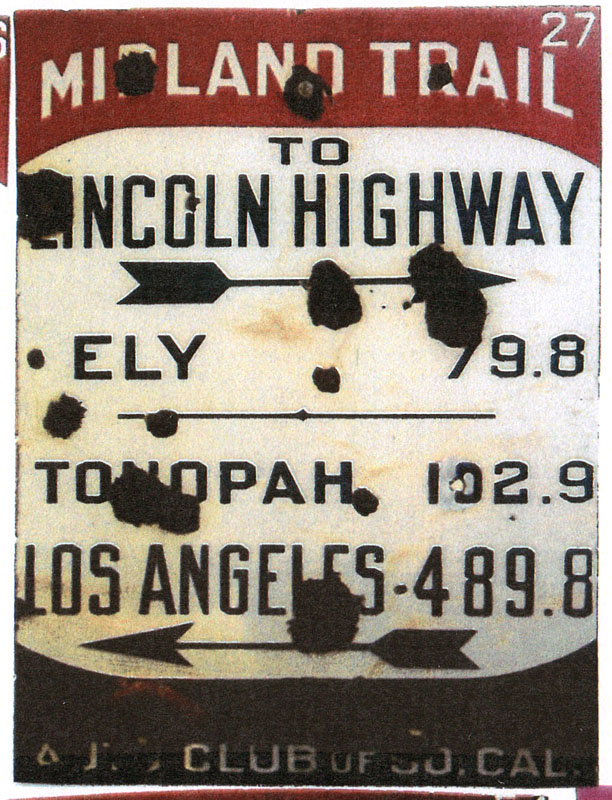 27
MIDLAND TRAIL
TO
LINCOLN HIGHWAY
ELY 79.8
TONOPAH 102.9
LOS ANGELES 489.8
CLUB OF SO. CAL.